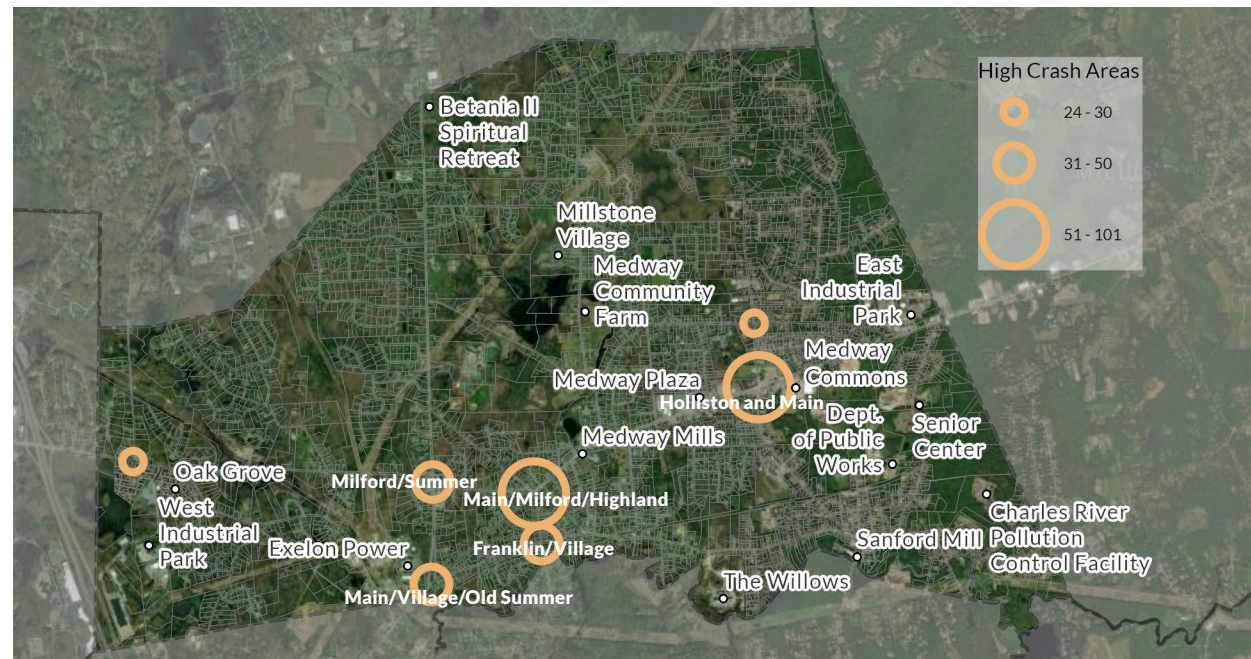 High Crash Areas
24 - 30
31 - 50
51 - 101
Betania II
Spiritual
Retreat
Millstone
Village
Medway
Community
Farm
East
Industrial
Park
Medway
Commons
Medway Plaza
Holliston and Main
Dept.
of Public
Works
Senior
Center
Medway Mills
Oak Grove
Milford/Summer
Main/Milford/Highland
West
Industrial
Park
Exelon Power
Franklin/Village
Main/Village/Old Summer
Charles River
Pollution
Control Facility
Sanford Mill
The Willows